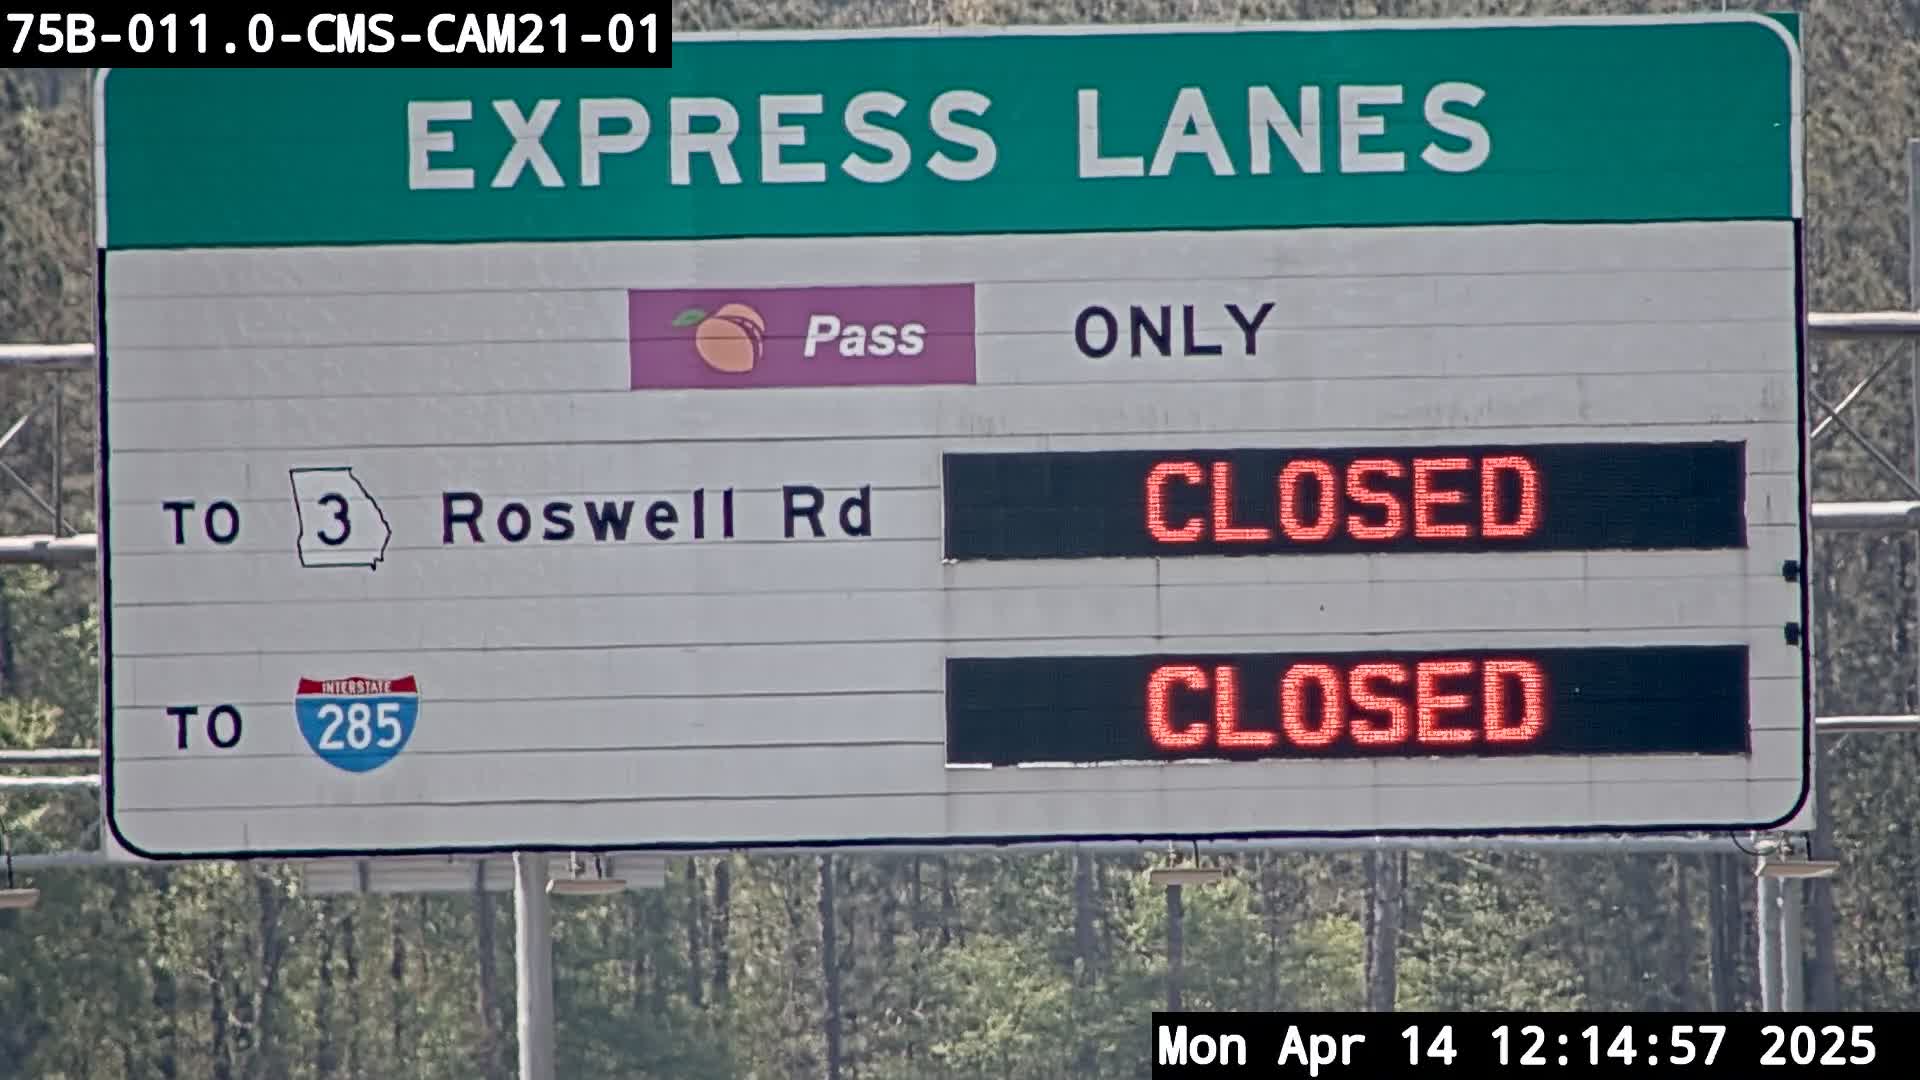 75B-011.0-CMS-CAM21-01
EXPRESS LANES
Pass ONLY
TO 3 Roswell Rd CLOSED
TO INTERSTATE 285 CLOSED
Mon Apr 14 12:14:57 2025